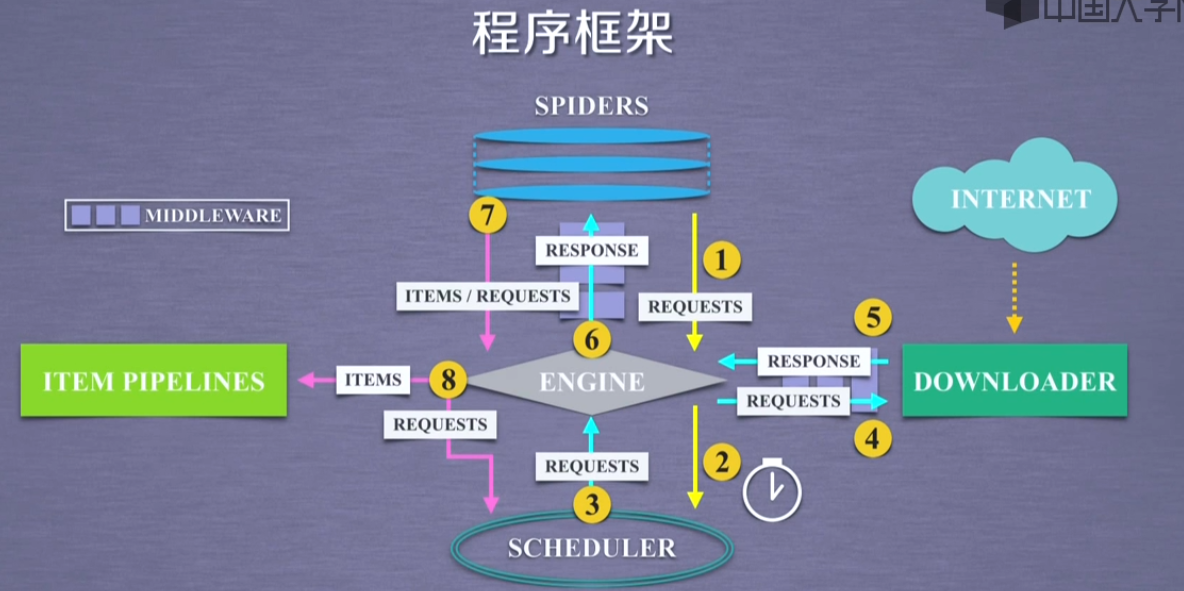 程序框架
SPIDERS
INTERNET
MIDDLEWARE
7
RESPONSE
1
ITEMS / REQUESTS
REQUESTS
5
6
RESPONSE
ITEM PIPELINES
ITEMS
8
ENGINE
DOWNLOADER
REQUESTS
REQUESTS
4
REQUESTS
2
3
SCHEDULER